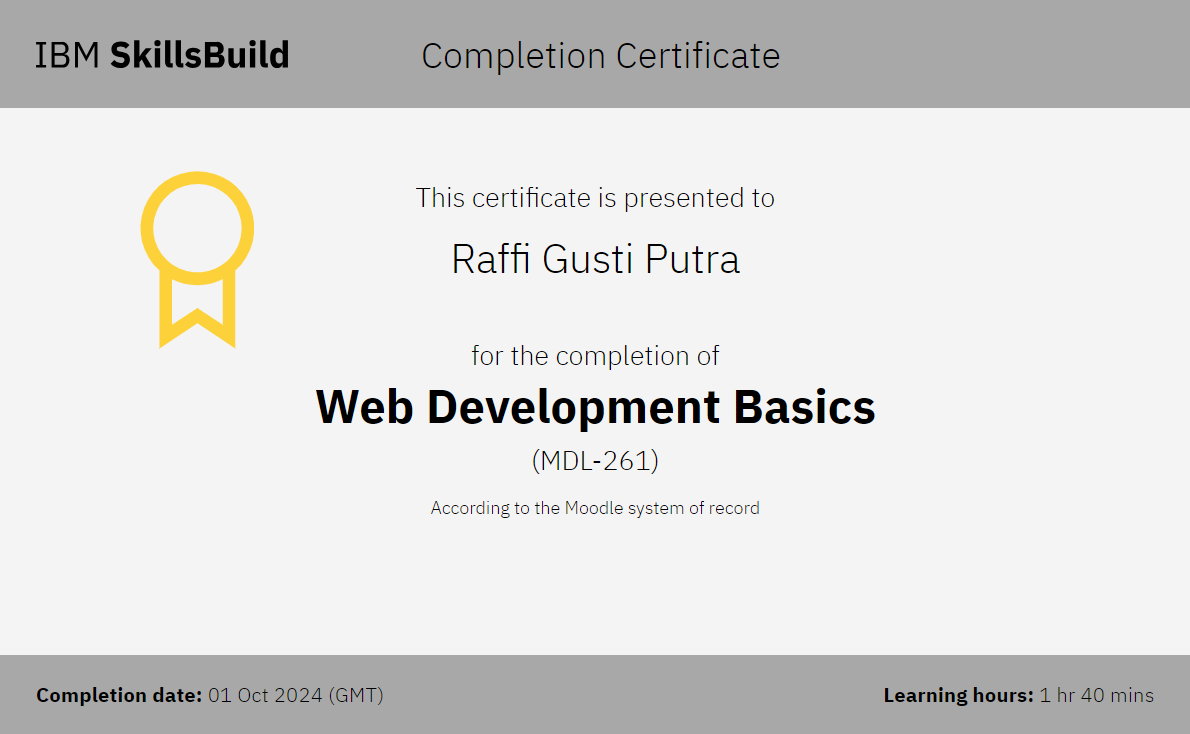 IBM SkillsBuild
Completion Certificate
This certificate is presented to
Raffi Gusti Putra
for the completion of
Web Development Basics
(MDL-261)
According to the Moodle system of record
Completion date: 01 Oct 2024 (GMT)
Learning hours: 1 hr 40 mins